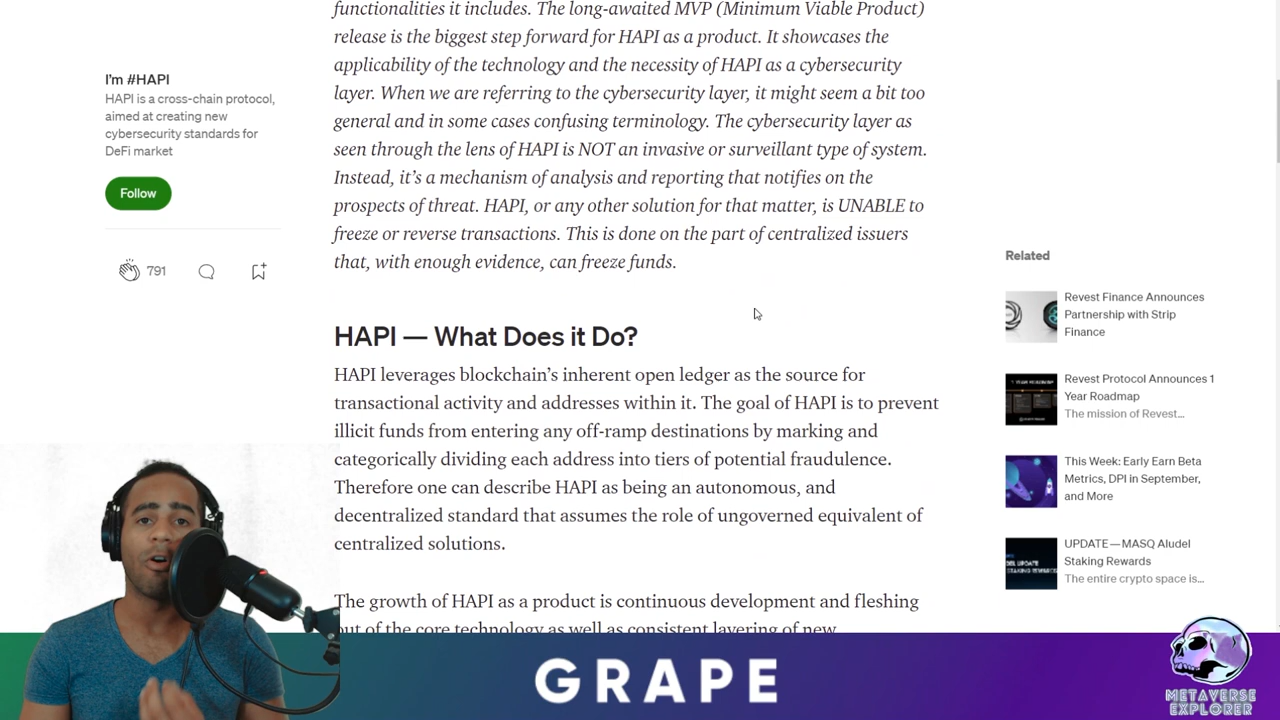 functionalities it includes. The long-awaited MVP (Minimum Viable Product)
release is the biggest step forward for HAPI as a product. It showcases the
applicability of the technology and the necessity of HAPI as a cybersecurity
layer. When we are referring to the cybersecurity layer, it might seem a bit too
general and in some cases confusing terminology. The cybersecurity layer as
seen through the lens of HAPI is NOT an invasive or surveillant type of system.
Instead, it’s a mechanism of analysis and reporting that notifies on the
prospects of threat. HAPI, or any other solution for that matter, is UNABLE to
freeze or reverse transactions. This is done on the part of centralized issuers
that, with enough evidence, can freeze funds.
I’m #HAPI
HAPI is a cross-chain protocol,
aimed at creating new
cybersecurity standards for
DeFi market
Follow
791
HAPI — What Does it Do?
HAPI leverages blockchain’s inherent open ledger as the source for
transactional activity and addresses within it. The goal of HAPI is to prevent
illicit funds from entering any off-ramp destinations by marking and
categorically dividing each address into tiers of potential fraudulence.
Therefore one can describe HAPI as being an autonomous, and
decentralized standard that assumes the role of ungoverned equivalent of
centralized solutions.
The growth of HAPI as a product is continuous development and fleshing
out of the core technology as well as consistent layering of new
Related
Revest Finance Announces
Partnership with Strip
Finance
Revest Protocol Announces 1
Year Roadmap
The mission of Revest...
This Week: Early Earn Beta
Metrics, DPI in September,
and More
UPDATE — MASQ Aludel
Staking Rewards
The entire crypto space is...
GRAPE
METAVERSE
EXPLORER